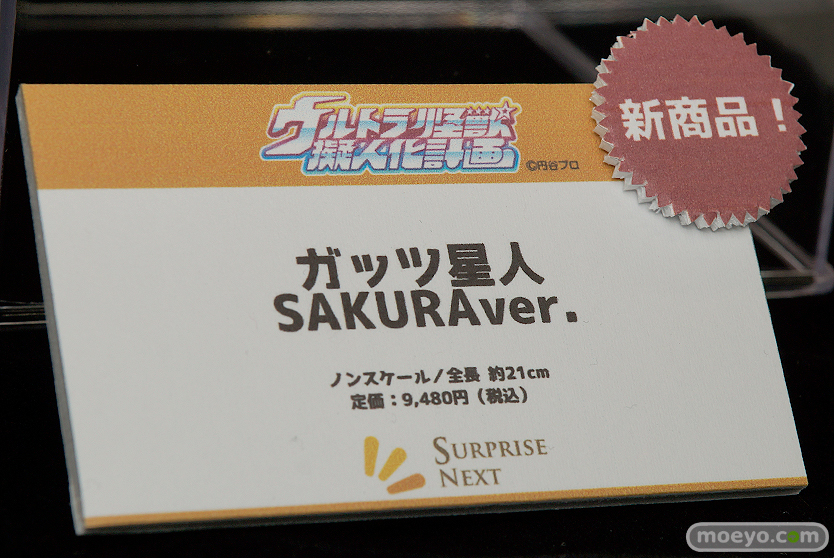 ウルトラ怪獣
擬人化計画
©円谷プロ
新商品!
ガッツ星人
SAKURAver.
ノンスケール/全長 約21cm
定価:9,480円(税込)
SURPRISE
NEXT
moeyo.com